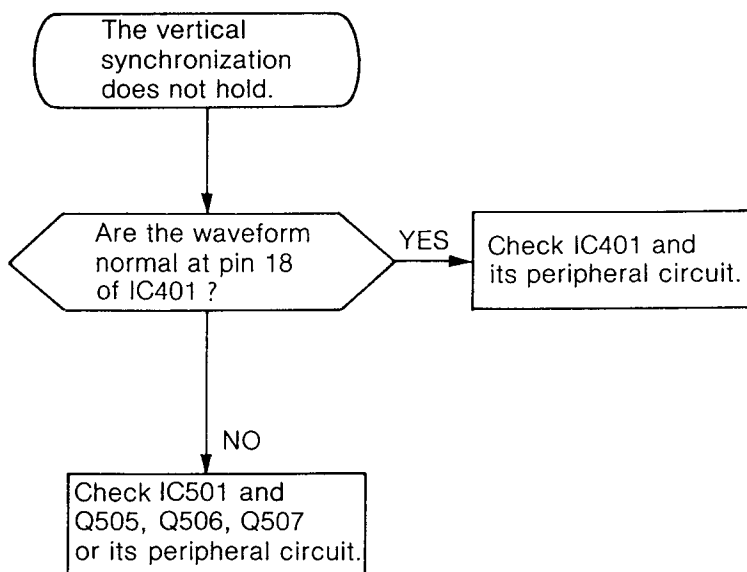 The vertical
synchronization
does not hold.
Are the waveform
normal at pin 18
of IC401 ?
YES
Check IC401 and
its peripheral circuit.
NO
Check IC501 and
Q505, Q506, Q507
or its peripheral circuit.